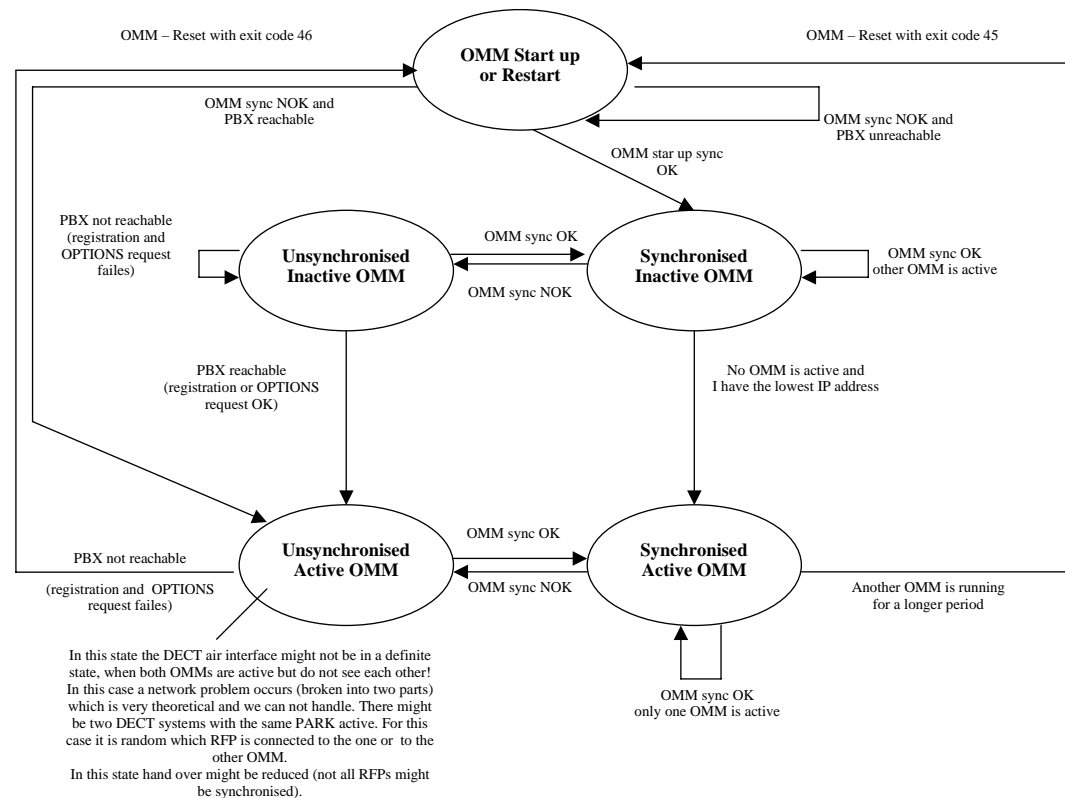 OMM – Reset with exit code 46
OMM – Reset with exit code 45
OMM Start up
or Restart
OMM sync NOK and
PBX reachable
OMM sync NOK and
PBX unreachable
OMM star up sync
OK
PBX not reachable
(registration and
OPTIONS request
failes)
Unsynchronised
Inactive OMM
OMM sync OK
OMM sync NOK
Synchronised
Inactive OMM
OMM sync OK
other OMM is active
PBX reachable
(registration or OPTIONS
request OK)
No OMM is active and
I have the lowest IP address
PBX not reachable
(registration and OPTIONS
request failes)
Unsynchronised
Active OMM
OMM sync OK
OMM sync NOK
Synchronised
Active OMM
Another OMM is running
for a longer period
In this state the DECT air interface might not be in a definite
state, when both OMMs are active but do not see each other!
In this case a network problem occurs (broken into two parts)
which is very theoretical and we can not handle. There might
be two DECT systems with the same PARK active. For this
case it is random which RFP is connected to the one or to the
other OMM.
In this state hand over might be reduced (not all RFPs might
be synchronised).
OMM sync OK
only one OMM is active